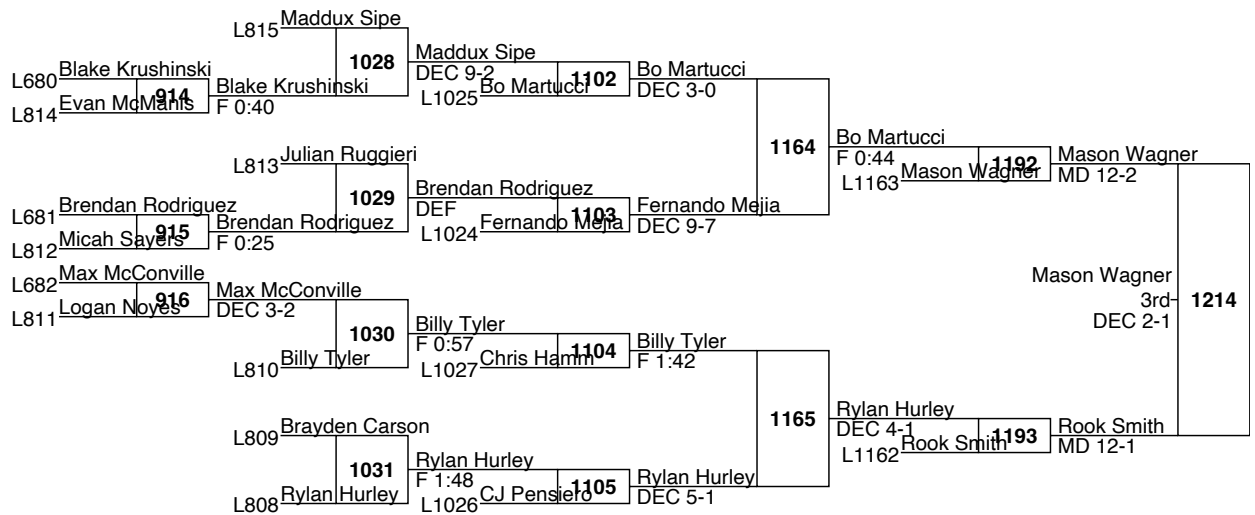 L815 Maddux Sipe
1028
Maddux Sipe
DEC 9-2
L680 Blake Krushinski
914
L814 Evan McManis
Blake Krushinski
F 0:40
L1025 Bo Martucci
1102
Bo Martucci
DEC 3-0
1164
Bo Martucci
F 0:44
L813 Julian Ruggieri
1029
Brendan Rodriguez
DEF
L681 Brendan Rodriguez
915
L812 Micah Sayers
Brendan Rodriguez
F 0:25
L1024 Fernando Mejia
1103
Fernando Mejia
DEC 9-7
L1163 Mason Wagner
1192
Mason Wagner
MD 12-2
L682 Max McConville
916
L811 Logan Noyes
Max McConville
DEC 3-2
1030
L810 Billy Tyler
Billy Tyler
F 0:57
L1027 Chris Hamm
1104
Billy Tyler
F 1:42
1165
Rylan Hurley
DEC 4-1
L809 Brayden Carson
1031
L808 Rylan Hurley
Rylan Hurley
F 1:48
L1026 CJ Pensiero
1105
Rylan Hurley
DEC 5-1
L1162 Rook Smith
1193
Rook Smith
MD 12-1
Mason Wagner
3rd
DEC 2-1
1214